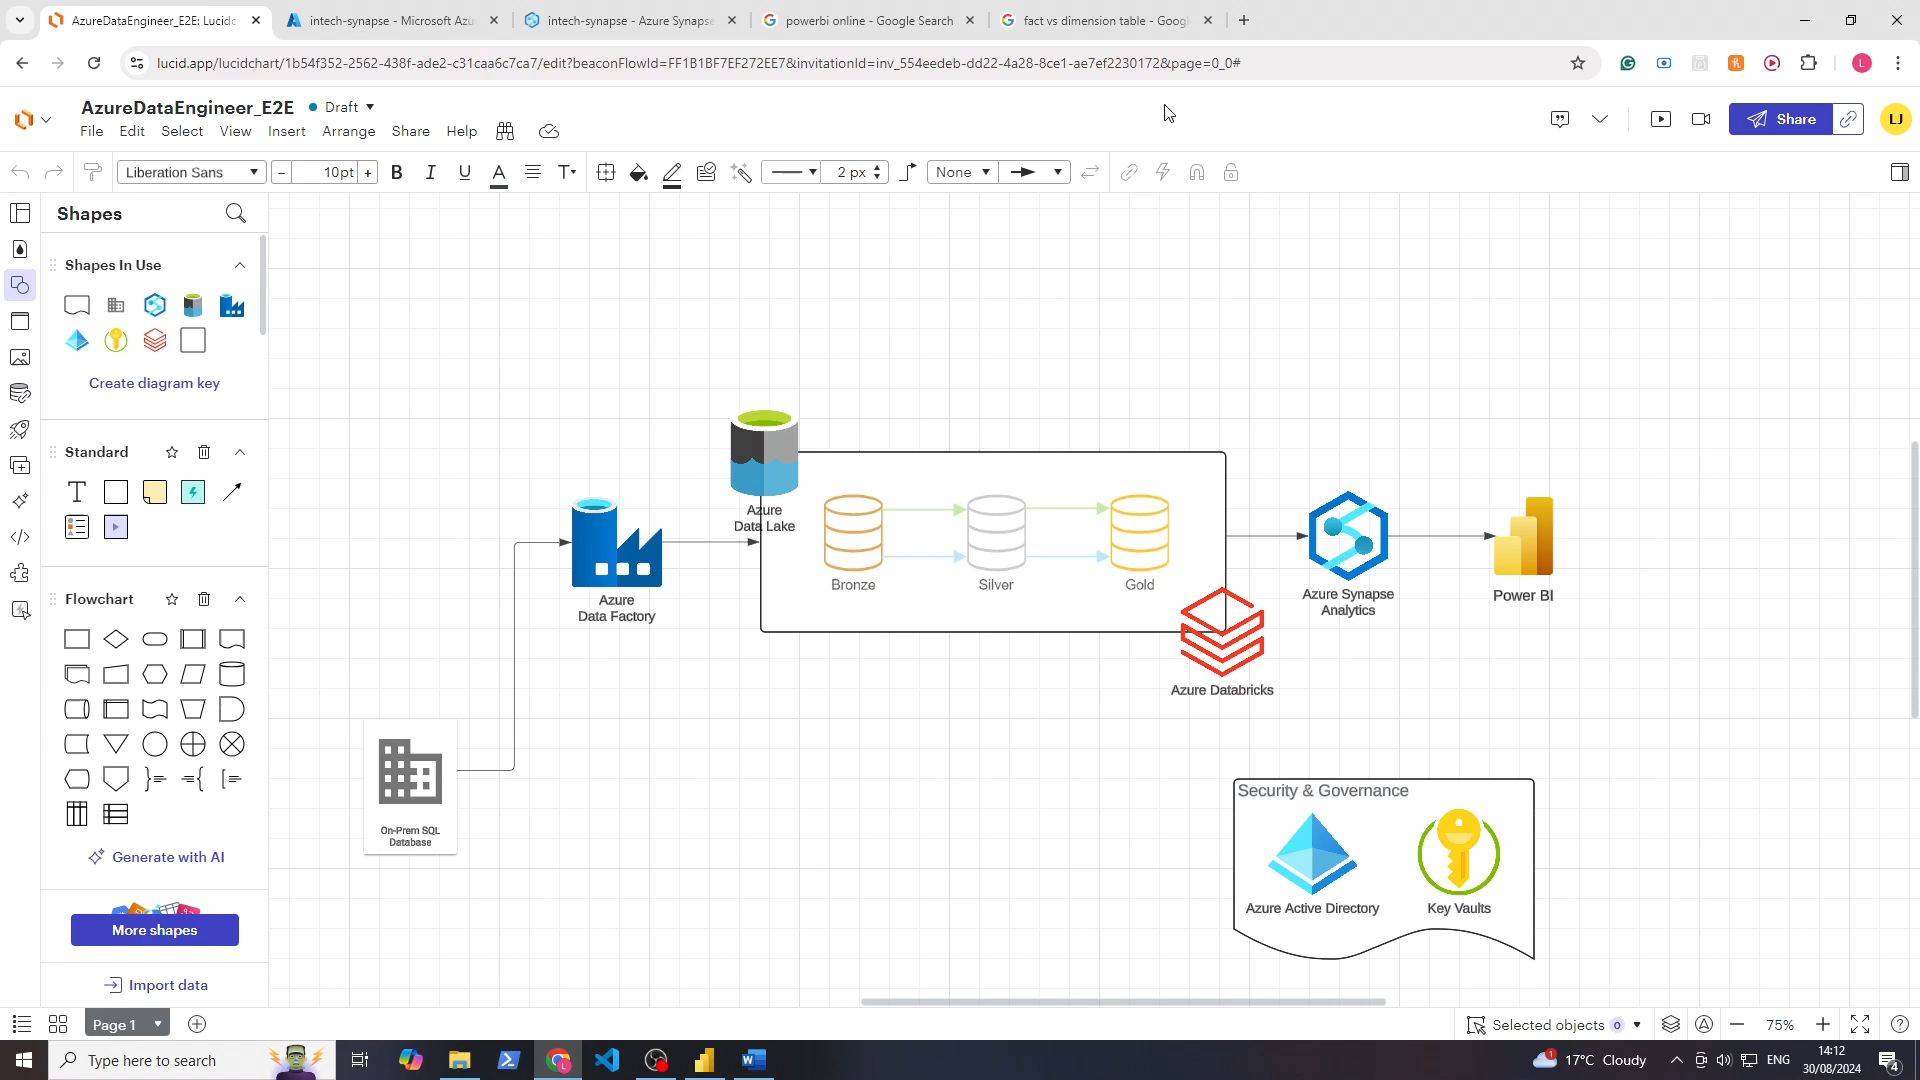 AzureDataEngineer_E2E: Lucidc
intech-synapse - Microsoft Azu
intech-synapse - Azure Synapse
powerbi online - Google Search
fact vs dimension table - Googl
lucid.app/lucidchart/1b54f352-2562-438f-ade2-c31caa6c7ca7/edit?beaconFlowId=FF1B1BF7EF272EE7&invitationId=inv_554eedeb-dd22-4a28-8ce1-ae7ef2230172&page=0_0#
L
AzureDataEngineer_E2E
Draft
File Edit Select View Insert Arrange Share Help
Share
LJ
Liberation Sans
- 10pt +
B I U A T
2 px
None
Shapes
Shapes In Use
Create diagram key
Standard
T
Flowchart
Generate with AI
More shapes
Import data
Azure
Data Lake
Azure
Data Factory
Bronze
Silver
Gold
Azure Databricks
Azure Synapse
Analytics
Power BI
On-Prem SQL
Database
Security & Governance
Azure Active Directory
Key Vaults
Page 1
Selected objects 0
75%
Type here to search
1
17°C Cloudy
ENG
14:12
30/08/2024
4